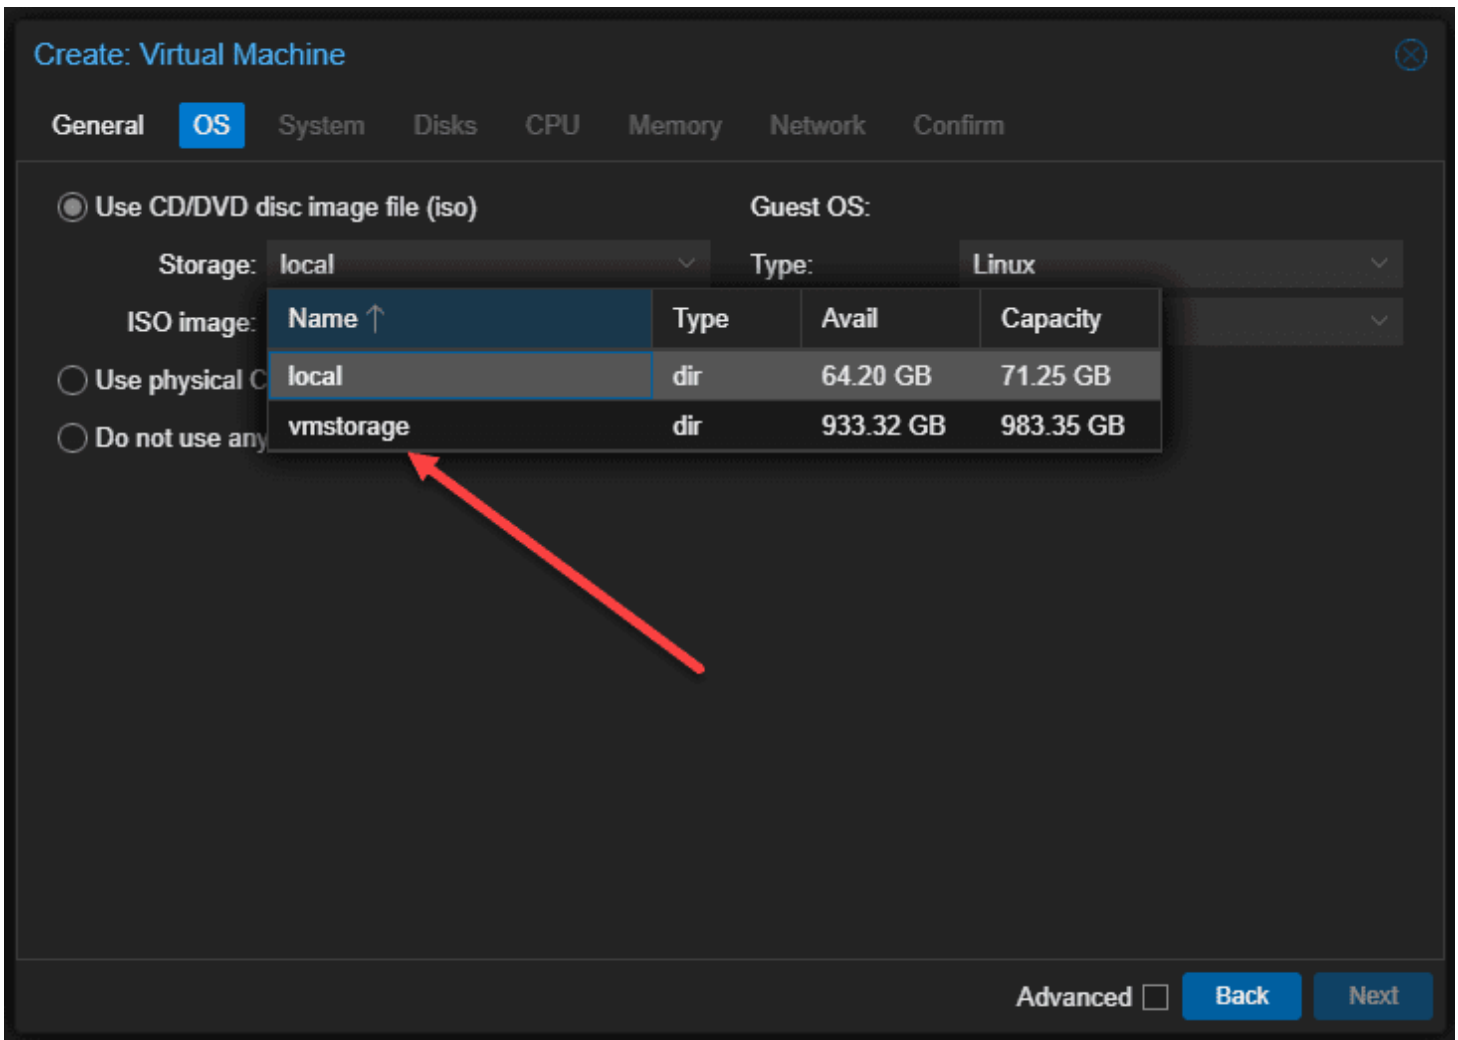 Create: Virtual Machine
General OS System Disks CPU Memory Network Confirm
Use CD/DVD disc image file (iso) Guest OS:
Storage: local Type: Linux
ISO image: Name Type Avail Capacity
Use physical C local dir 64.20 GB 71.25 GB
Do not use any vmstorage dir 933.32 GB 983.35 GB
Advanced Back Next